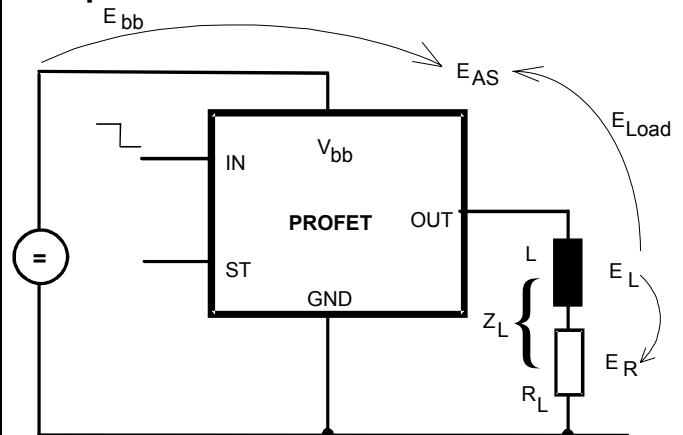 E bb
E AS
E Load
V bb
IN
PROFET
OUT
L
E L
ST
GND
Z L
{
E R
R L
=